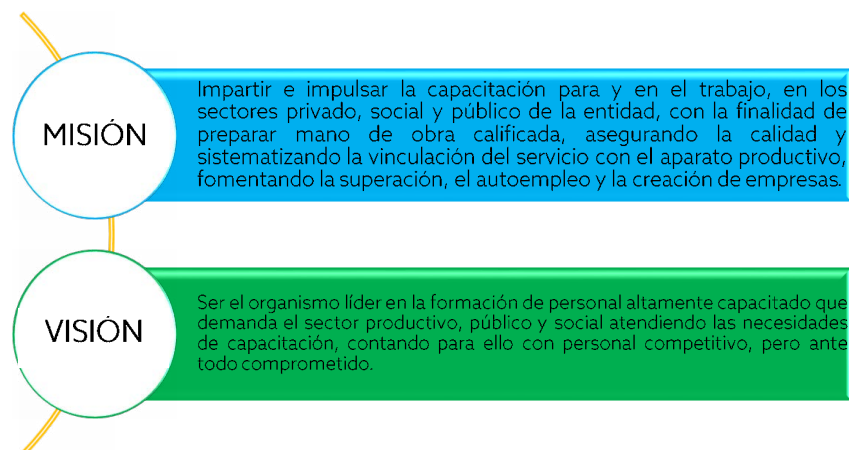 MISIÓN
Impartir e impulsar la capacitación para y en el trabajo, en los
sectores privado, social y público de la entidad, con la finalidad de
preparar mano de obra calificada, asegurando la calidad y
sistematizando la vinculación del servicio con el aparato productivo,
fomentando la superación, el autoempleo y la creación de empresas.
VISIÓN
Ser el organismo líder en la formación de personal altamente capacitado que
demanda el sector productivo, público y social atendiendo las necesidades
de capacitación, contando para ello con personal competitivo, pero ante
todo comprometido.